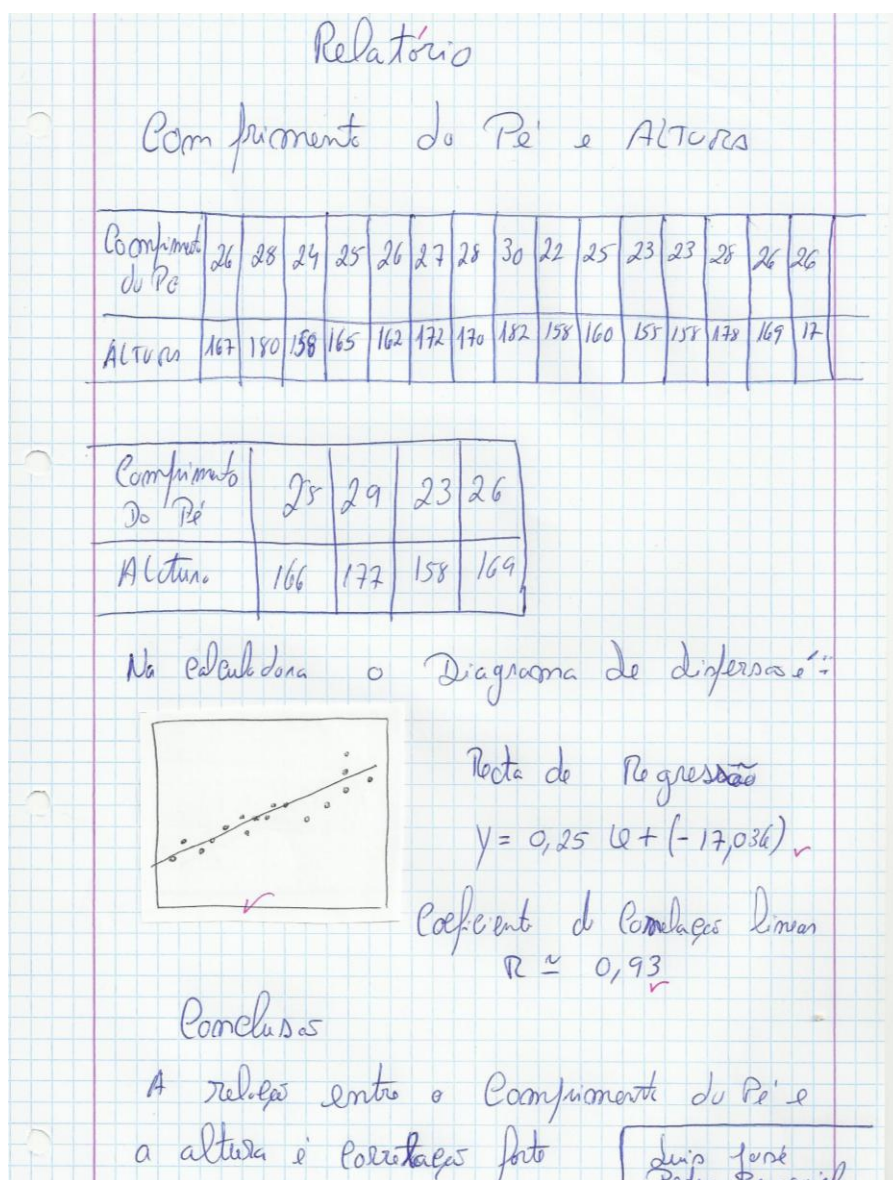 Relatório
Comprimento do Pé e ALTURA
Comprimento do Pé 26 28 24 25 26 27 28 30 22 25 23 23 28 26 26
ALTURA 167 180 158 165 162 172 170 182 158 160 155 158 178 169 17
Comprimento Do Pé 25 29 23 26
Altura 166 177 158 169
Na calculadora o Diagrama de dispersão é:
Recta de Regressão
y = 0,25 x + (-17,036)
Coeficiente d Correlação linear
R ≃ 0,93
Conclusão
A relação entre o Comprimento do Pé e
a altura é correlação forte
Luis José